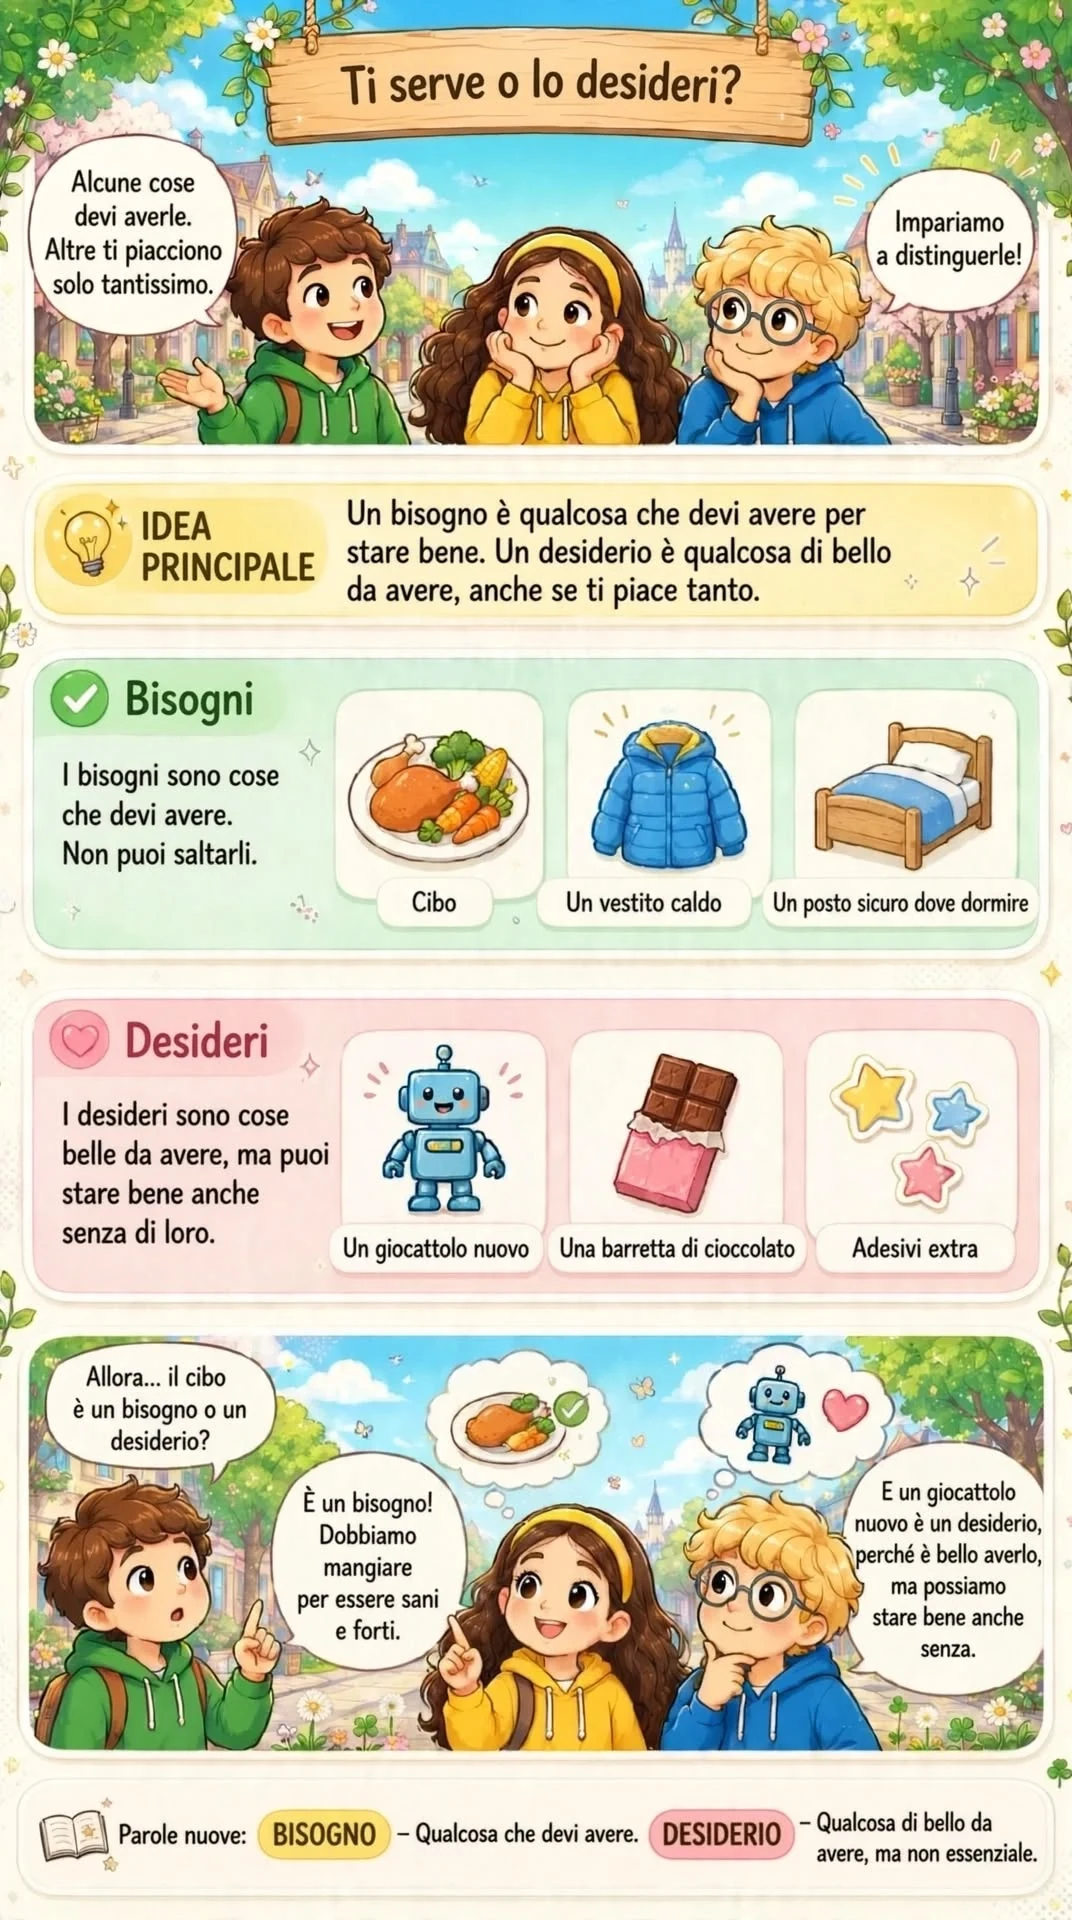 Ti serve o lo desideri?
Alcune cose
devi averle.
Altre ti piacciono
solo tantissimo.
Impariamo
a distinguerle!
IDEA
PRINCIPALE
Un bisogno è qualcosa che devi avere per
stare bene. Un desiderio è qualcosa di bello
da avere, anche se ti piace tanto.
Bisogni
I bisogni sono cose
che devi avere.
Non puoi saltarli.
Cibo
Un vestito caldo
Un posto sicuro dove dormire
Desideri
I desideri sono cose
belle da avere, ma puoi
stare bene anche
senza di loro.
Un giocattolo nuovo
Una barretta di cioccolato
Adesivi extra
Allora... il cibo
è un bisogno o un
desiderio?
È un bisogno!
Dobbiamo
mangiare
per essere sani
e forti.
E un giocattolo
nuovo è un desiderio,
perché è bello averlo,
ma possiamo
stare bene anche
senza.
Parole nuove:
BISOGNO
– Qualcosa che devi avere.
DESIDERIO
– Qualcosa di bello da
avere, ma non essenziale.